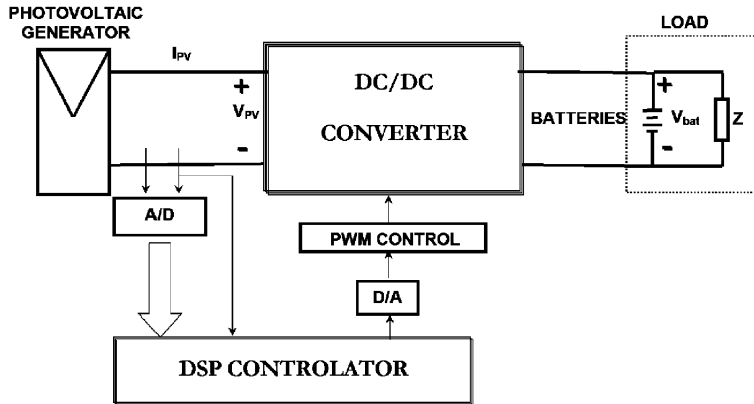 PHOTOVOLTAIC
GENERATOR
LOAD
IPV
+
VPV
-
DC/DC
CONVERTER
BATTERIES
+
Vbat
-
Z
A/D
PWM CONTROL
D/A
DSP CONTROLATOR